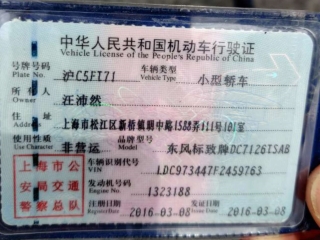 中华人民共和国机动车行驶证
Vehicle License of the People's Republic of China
号牌号码 沪C5FT71 车辆类型 小型轿车
Plate No. Vehicle Type
所有人 汪沛然
Owner
住址 上海市松江区新桥镇明中路1588弄111号101室
Address
使用性质 非营运 品牌型号 东风标致牌DC7126TSAB
Use Character Model
上海市公 车辆识别代号 LDC973447F2459763
安局交通 VIN
警察总队 发动机号码 1323188
Engine No.
注册日期 2016-03-08 发证日期 2016-03-08
Register Date Issue Date